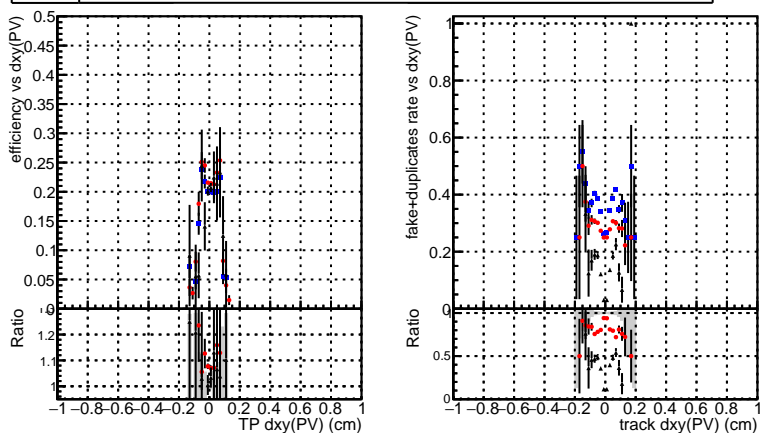 efficiency vs dxy(PV)
0.5
0.45
0.4
0.35
0.3
0.25
0.2
0.15
0.1
0.05
0
Ratio
1.2
1.1
1
−1 −0.8 −0.6 −0.4 −0.2 0 0.2 0.4 0.6 0.8 1
TP dxy(PV) (cm)
fake+duplicates rate vs dxy(PV)
1
0.8
0.6
0.4
0.2
0
Ratio
0.5
−1 −0.8 −0.6 −0.4 −0.2 0 0.2 0.4 0.6 0.8 1
track dxy(PV) (cm)